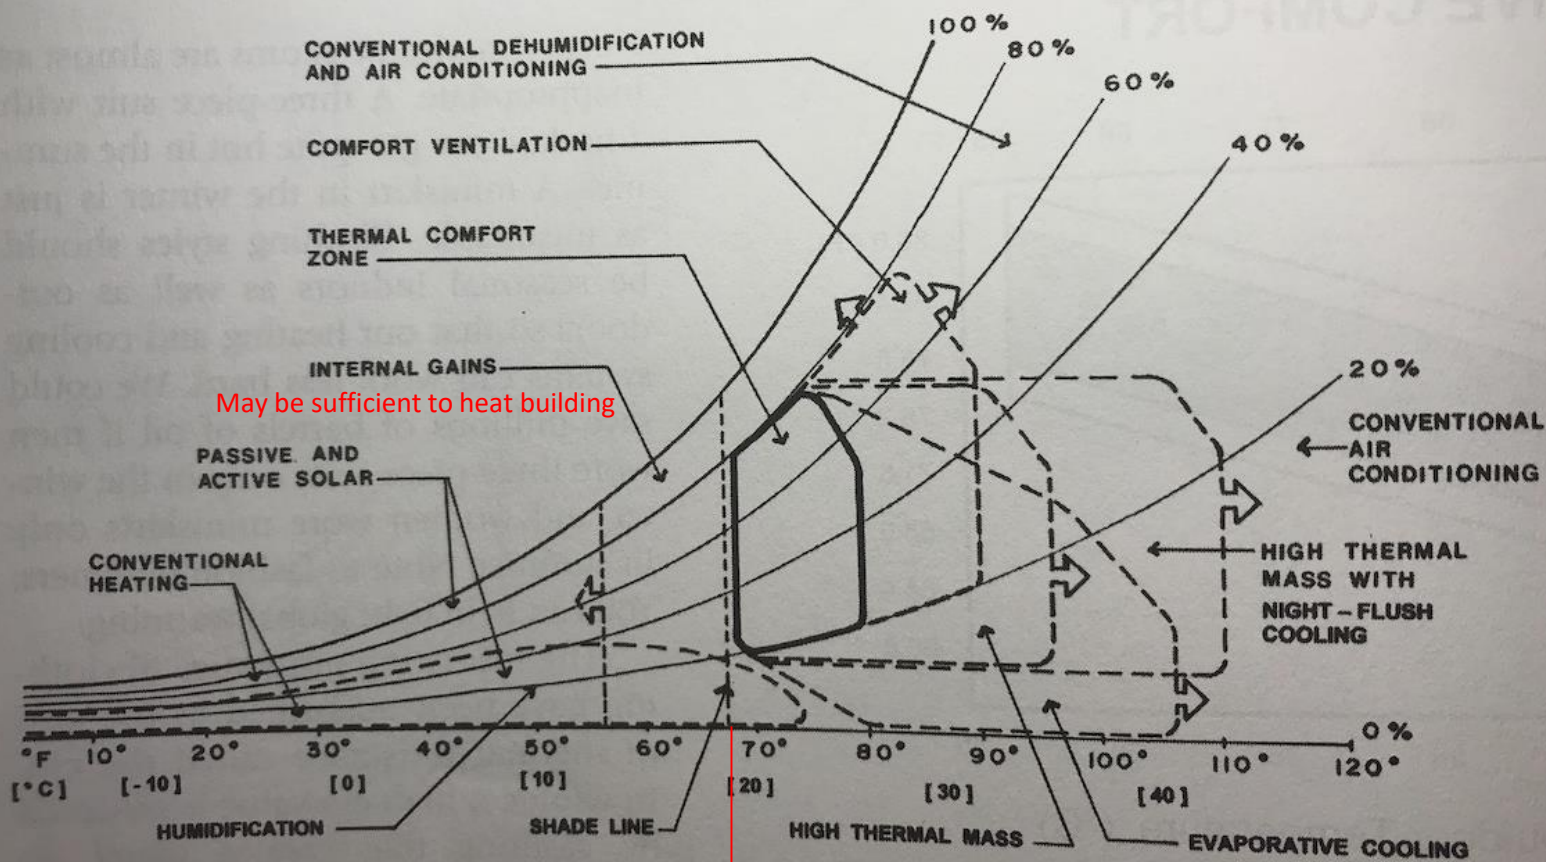 100%
80%
60%
40%
20%
0%
CONVENTIONAL DEHUMIDIFICATION
AND AIR CONDITIONING
COMFORT VENTILATION
THERMAL COMFORT
ZONE
INTERNAL GAINS
May be sufficient to heat building
PASSIVE AND
ACTIVE SOLAR
CONVENTIONAL
HEATING
CONVENTIONAL
AIR
CONDITIONING
HIGH THERMAL
MASS WITH
NIGHT-FLUSH
COOLING
°F 10° 20° 30° 40° 50° 60° 70° 80° 90° 100° 110° 120°
[°C] [-10] [0] [10] [20] [30] [40]
HUMIDIFICATION
SHADE LINE
HIGH THERMAL MASS
EVAPORATIVE COOLING